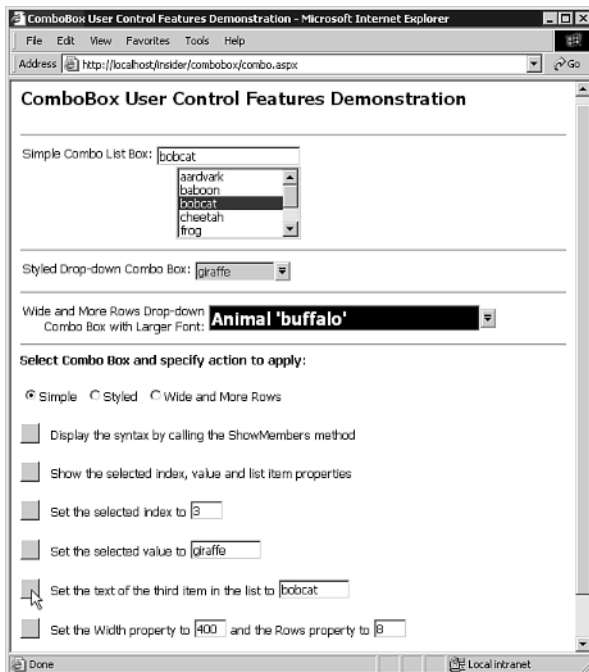 ComboBox User Control Features Demonstration - Microsoft Internet Explorer
File Edit View Favorites Tools Help
Address http://localhost/insider/combobox/combo.aspx Go
ComboBox User Control Features Demonstration
Simple Combo List Box: bobcat
aardvark
baboon
bobcat
cheetah
frog
Styled Drop-down Combo Box: giraffe
Wide and More Rows Drop-down
Combo Box with Larger Font: Animal 'buffalo'
Select Combo Box and specify action to apply:
Simple Styled Wide and More Rows
Display the syntax by calling the ShowMembers method
Show the selected index, value and list item properties
Set the selected index to 3
Set the selected value to giraffe
Set the text of the third item in the list to bobcat
Set the Width property to 400 and the Rows property to 8
Done Local intranet